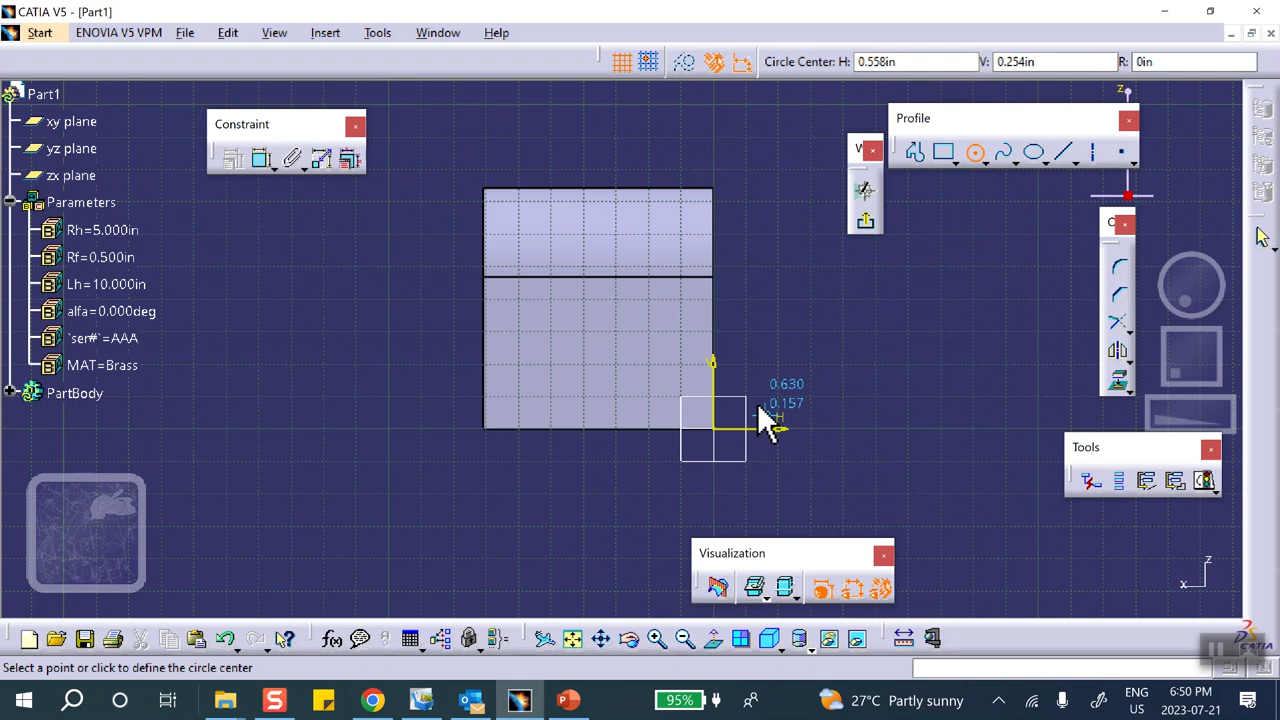 CATIA V5 - [Part1]
Start ENOVIA V5 VPM File Edit View Insert Tools Window Help
Circle Center: H: 0.558in V: 0.254in R: 0in
Part1
xy plane
yz plane
zx plane
Parameters
Rh=5.000in
Rf=0.500in
Lh=10.000in
alfa=0.000deg
`ser#`=AAA
MAT=Brass
PartBody
Constraint
Profile
W
C
Tools
Visualization
z
V
H
0.630
0.157
z
x
f(x)
CATIA
Select a point or click to define the circle center
95%
27°C Partly sunny
ENG
US
6:50 PM
2023-07-21